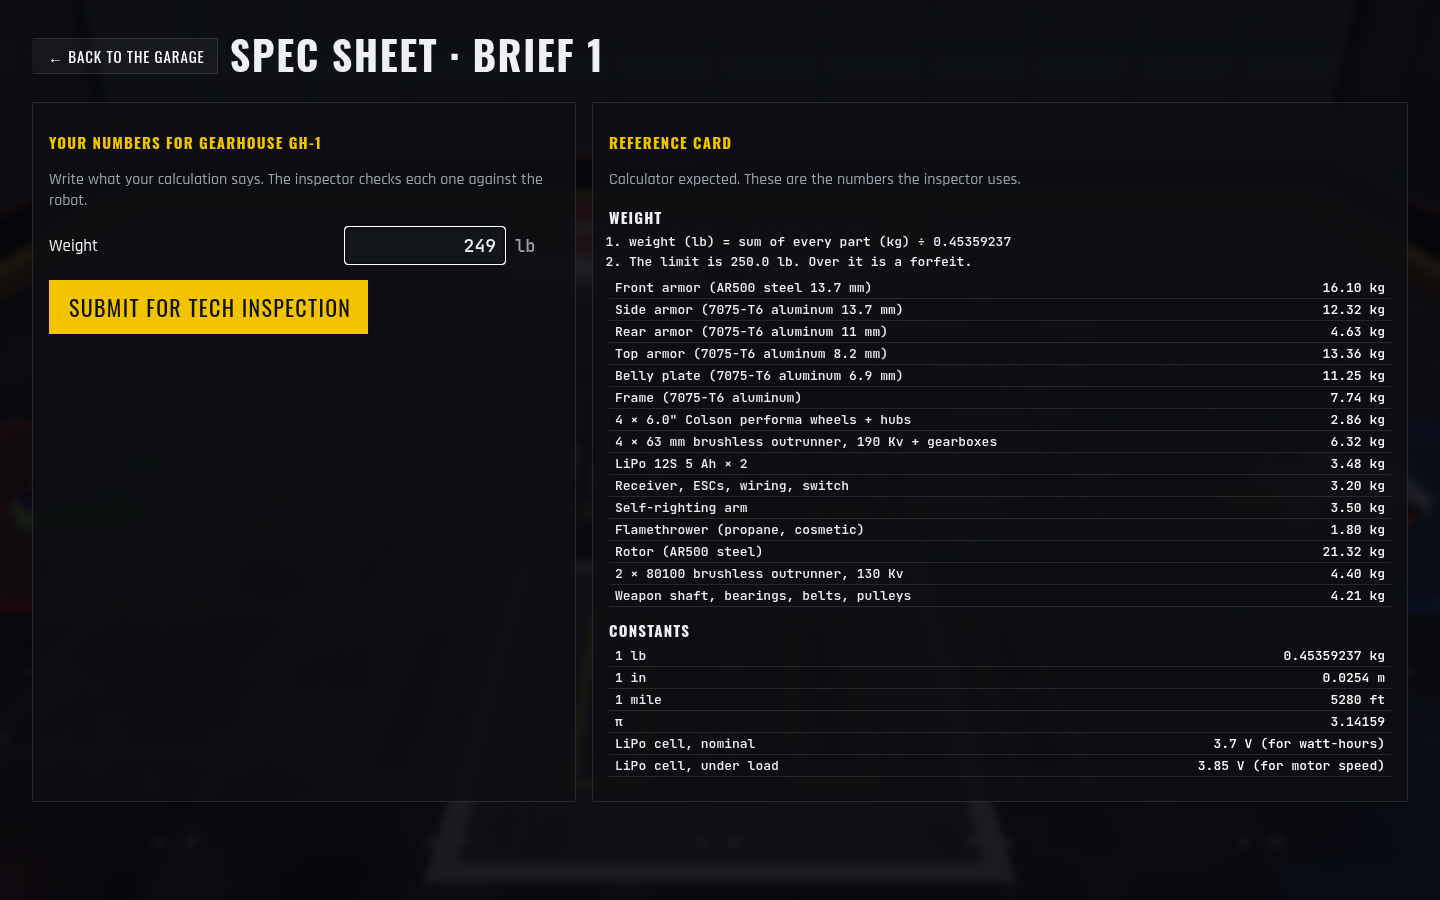 ← BACK TO THE GARAGE
SPEC SHEET · BRIEF 1
YOUR NUMBERS FOR GEARHOUSE GH-1
Write what your calculation says. The inspector checks each one against the
robot.
Weight 249 lb
SUBMIT FOR TECH INSPECTION
REFERENCE CARD
Calculator expected. These are the numbers the inspector uses.
WEIGHT
1. weight (lb) = sum of every part (kg) ÷ 0.45359237
2. The limit is 250.0 lb. Over it is a forfeit.
Front armor (AR500 steel 13.7 mm) 16.10 kg
Side armor (7075-T6 aluminum 13.7 mm) 12.32 kg
Rear armor (7075-T6 aluminum 11 mm) 4.63 kg
Top armor (7075-T6 aluminum 8.2 mm) 13.36 kg
Belly plate (7075-T6 aluminum 6.9 mm) 11.25 kg
Frame (7075-T6 aluminum) 7.74 kg
4 × 6.0" Colson performa wheels + hubs 2.86 kg
4 × 63 mm brushless outrunner, 190 Kv + gearboxes 6.32 kg
LiPo 12S 5 Ah × 2 3.48 kg
Receiver, ESCs, wiring, switch 3.20 kg
Self-righting arm 3.50 kg
Flamethrower (propane, cosmetic) 1.80 kg
Rotor (AR500 steel) 21.32 kg
2 × 80100 brushless outrunner, 130 Kv 4.40 kg
Weapon shaft, bearings, belts, pulleys 4.21 kg
CONSTANTS
1 lb 0.45359237 kg
1 in 0.0254 m
1 mile 5280 ft
π 3.14159
LiPo cell, nominal 3.7 V (for watt-hours)
LiPo cell, under load 3.85 V (for motor speed)